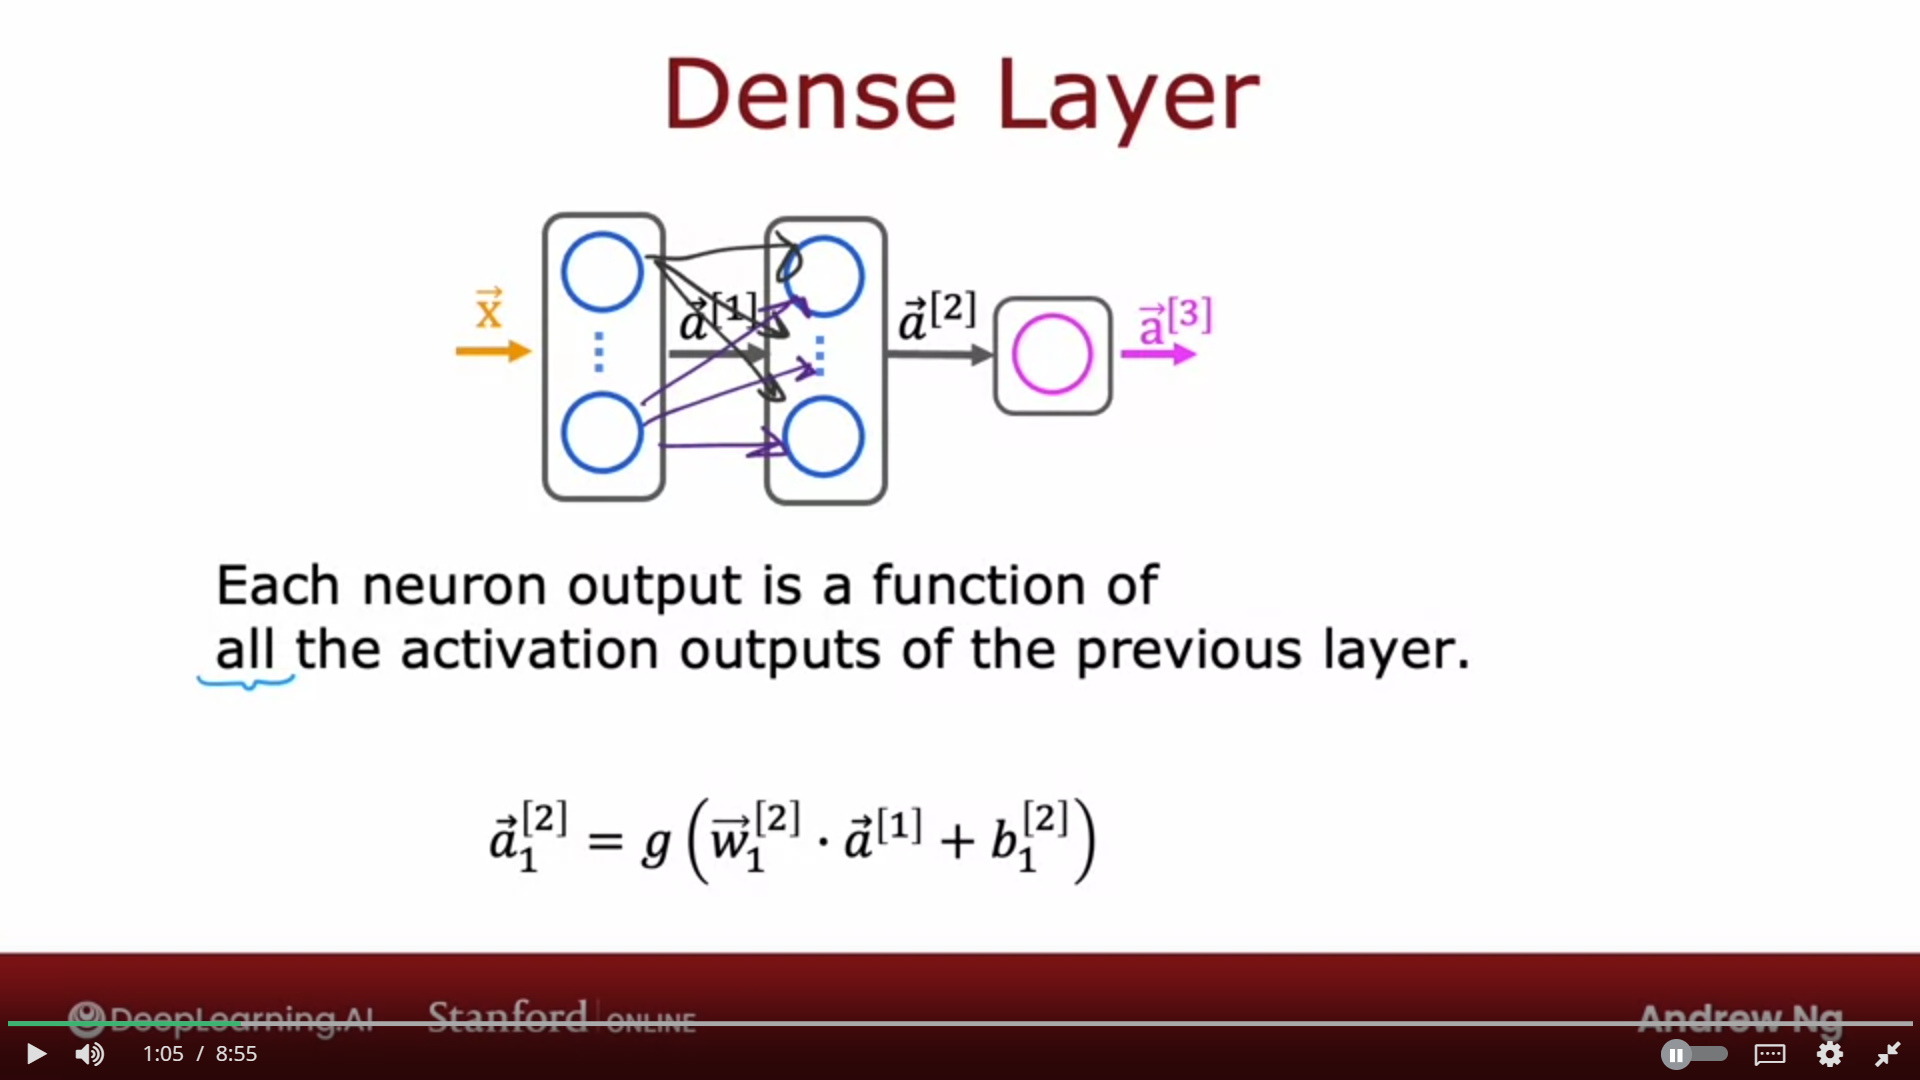 Dense Layer
x⃗
a⃗[1]
a⃗[2]
a⃗[3]
Each neuron output is a function of
all the activation outputs of the previous layer.
a⃗₁[2] = g (w⃗₁[2] · a⃗[1] + b₁[2])
DeepLearning.AI Stanford | ONLINE Andrew Ng
1:05 / 8:55